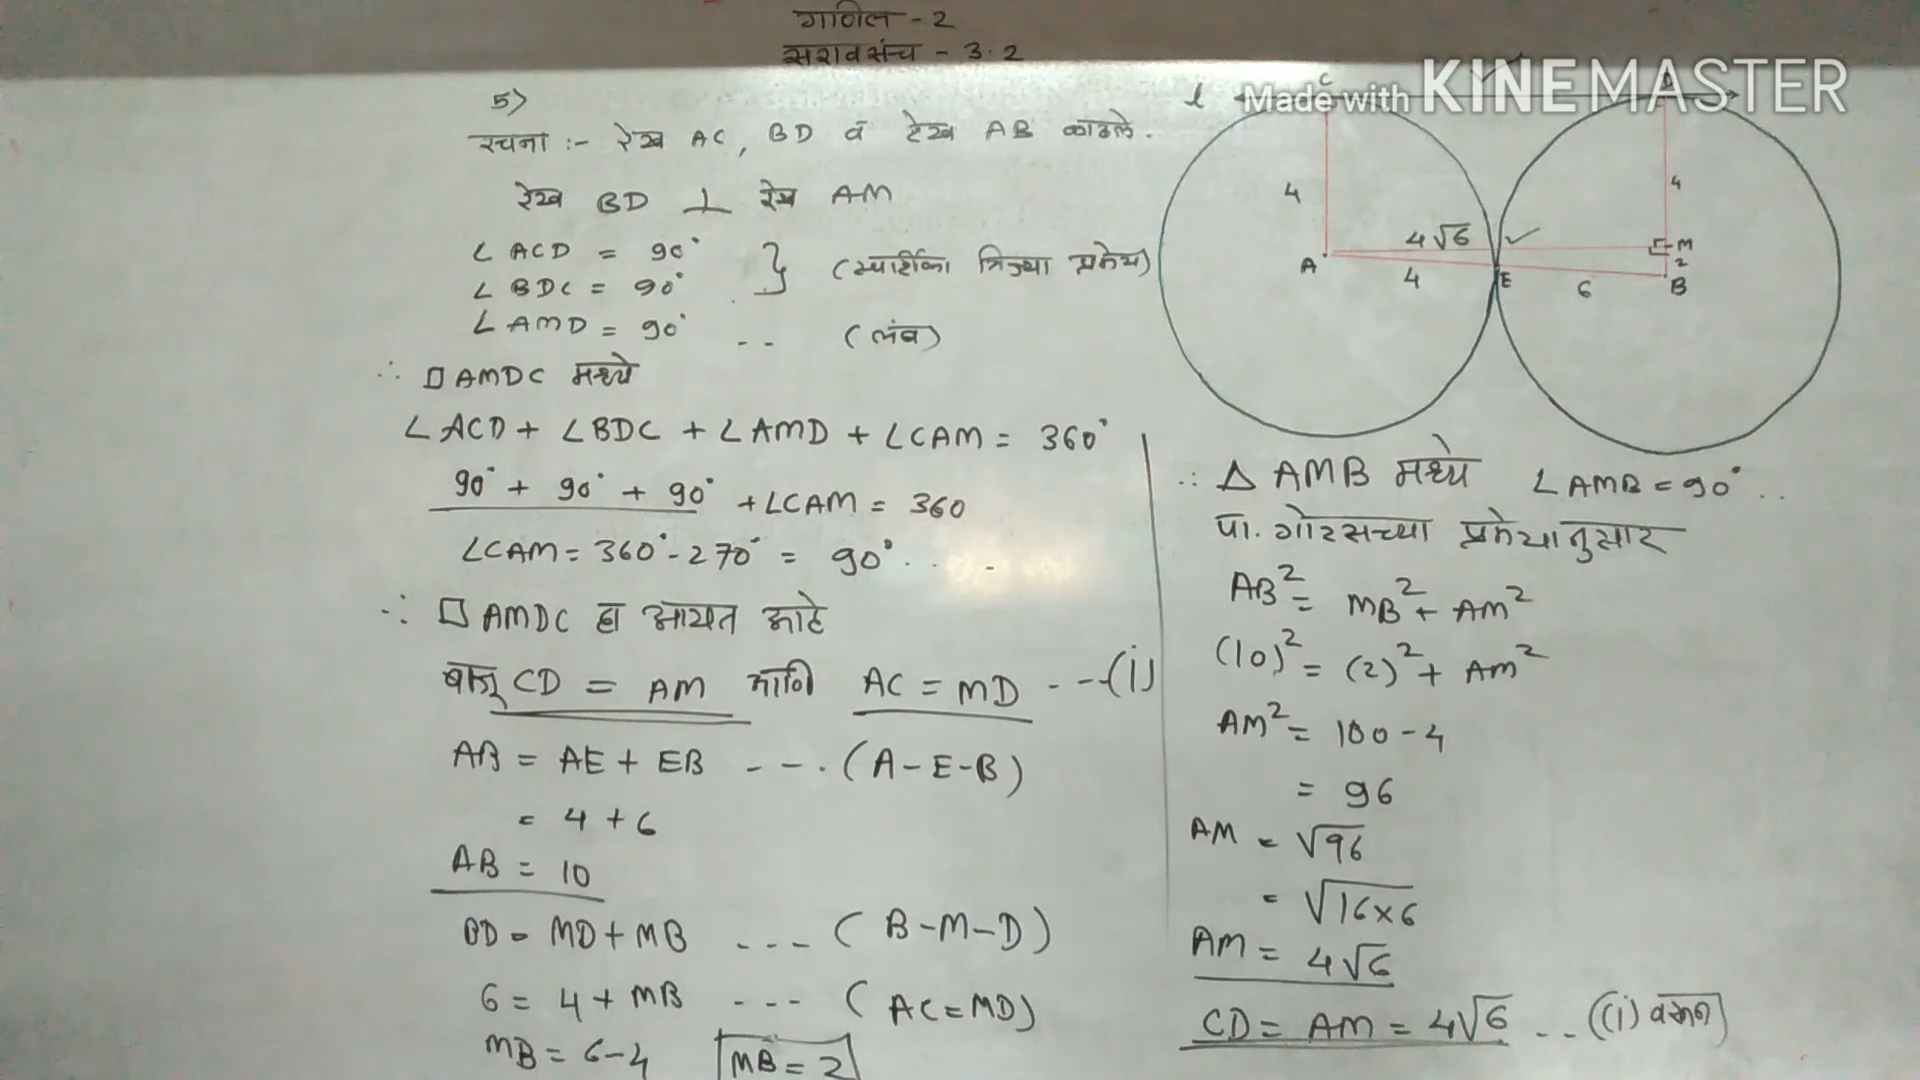 गणित - 2
सरावसंच - 3.2
5)
रचना :- रेख AC, BD व रेख AB काढले.
रेख BD ⊥ रेख AM
∠ ACD = 90°
∠ BDC = 90° } (स्पर्शिका त्रिज्या प्रमेय)
∠ AMD = 90° .. (लंब)
∴ □ AMDC मध्ये
∠ ACD + ∠BDC + ∠AMD + ∠CAM = 360°
90° + 90° + 90° + ∠CAM = 360
∠CAM = 360° - 270° = 90° . . .
∴ □ AMDC हा आयत आहे
बाजू CD = AM आणि AC = MD - - - (i)
AB = AE + EB - - . (A-E-B)
= 4 + 6
AB = 10
BD = MD + MB - - - (B-M-D)
6 = 4 + MB - - - (AC = MD)
MB = 6-4 MB = 2
Made with KINEMASTER
l C D
4 4
4√6 ✓ M
A 4 E 6 2 B
∴ △ AMB मध्ये ∠AMB = 90° ..
पा. गोरसच्या प्रमेयानुसार
AB² = MB² + AM²
(10)² = (2)² + AM²
AM² = 100 - 4
= 96
AM = √96
= √16×6
AM = 4√6
CD = AM = 4√6 .. ((i) वरून)